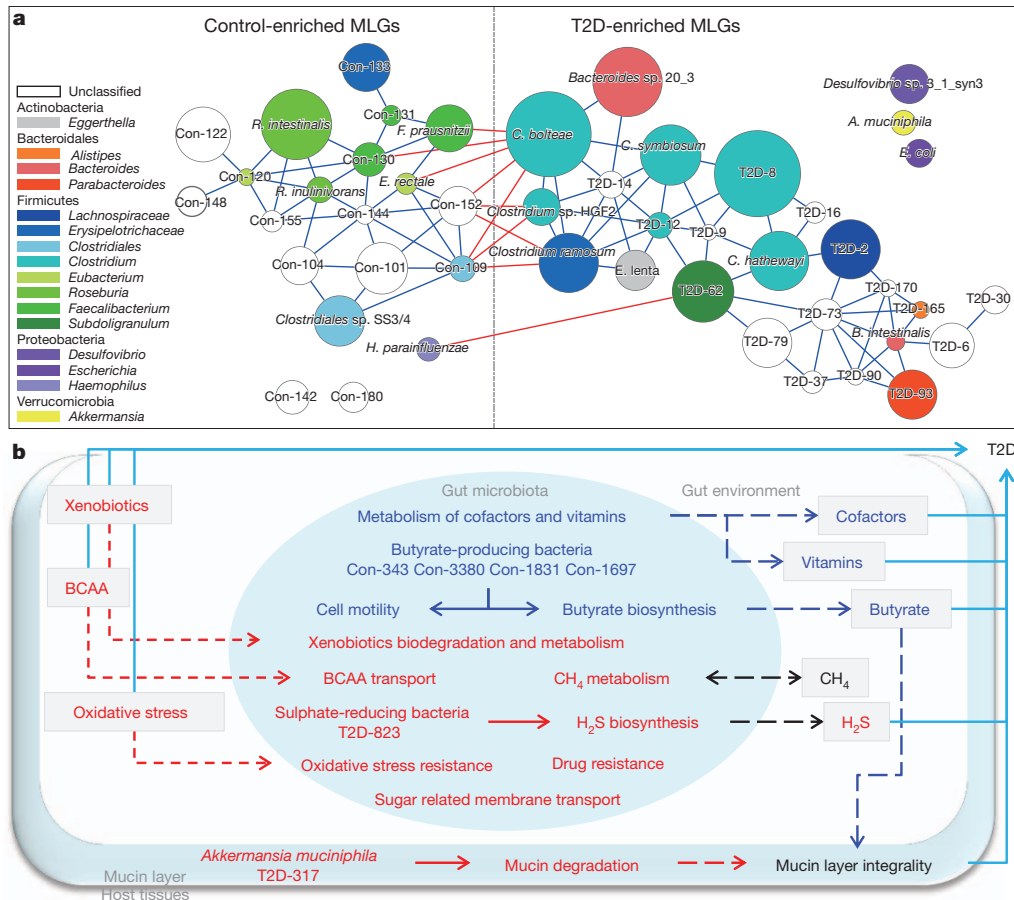 a
Control-enriched MLGs
T2D-enriched MLGs
Unclassified
Actinobacteria
Eggerthella
Bacteroidales
Alistipes
Bacteroides
Parabacteroides
Firmicutes
Lachnospiraceae
Erysipelotrichaceae
Clostridiales
Clostridium
Eubacterium
Roseburia
Faecalibacterium
Subdoligranulum
Proteobacteria
Desulfovibrio
Escherichia
Haemophilus
Verrucomicrobia
Akkermansia
Con-133
Con-122
R. intestinalis
Con-131
F. prausnitzii
Con-130
Con-120
E. rectale
R. inulinivorans
Con-148
Con-155
Con-144
Con-152
Con-104
Con-101
Con-109
Clostridiales sp. SS3/4
H. parainfluenzae
Con-142
Con-180
Bacteroides sp. 20_3
C. bolteae
C. symbiosum
T2D-8
T2D-14
Clostridium sp. HGF2
T2D-12
T2D-9
T2D-16
Clostridium ramosum
E. lenta
C. hathewayi
T2D-2
T2D-62
T2D-170
T2D-165
T2D-30
T2D-73
B. intestinalis
T2D-79
T2D-6
T2D-37
T2D-90
T2D-93
Desulfovibrio sp. 3_1_syn3
A. muciniphila
E. coli
b
T2D
Xenobiotics
BCAA
Oxidative stress
Gut microbiota
Gut environment
Metabolism of cofactors and vitamins
Cofactors
Vitamins
Butyrate-producing bacteria
Con-343 Con-3380 Con-1831 Con-1697
Cell motility
Butyrate biosynthesis
Butyrate
Xenobiotics biodegradation and metabolism
BCAA transport
CH4 metabolism
CH4
Sulphate-reducing bacteria
T2D-823
H2S biosynthesis
H2S
Oxidative stress resistance
Drug resistance
Sugar related membrane transport
Akkermansia muciniphila
T2D-317
Mucin degradation
Mucin layer integrality
Mucin layer
Host tissues